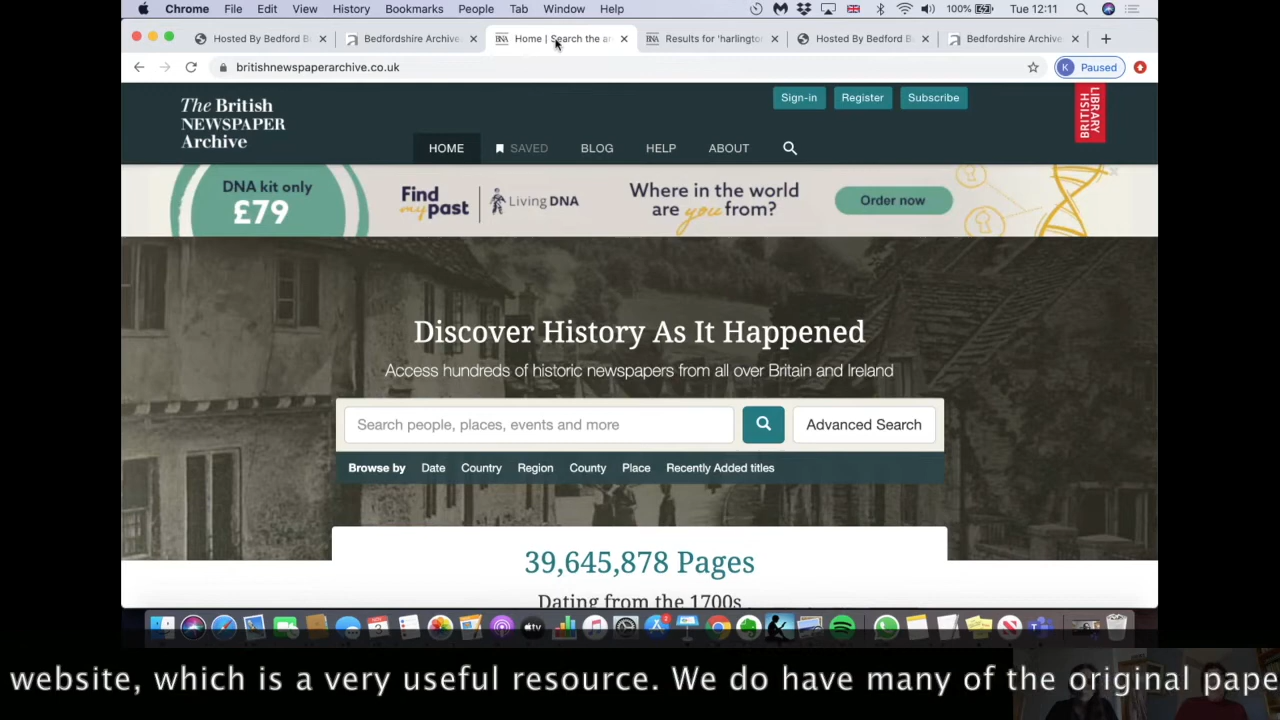 Chrome File Edit View History Bookmarks People Tab Window Help 100% Tue 12:11
Hosted By Bedford B
Bedfordshire Archive
Home | Search the ar
Results for 'harlingto
Hosted By Bedford B
Bedfordshire Archive
britishnewspaperarchive.co.uk
K Paused
The British
NEWSPAPER
Archive
Sign-in Register Subscribe
LIBRARY
BRITISH
HOME SAVED BLOG HELP ABOUT
DNA kit only
£79
Find
my past
Living DNA
Where in the world
are you from?
Order now
Discover History As It Happened
Access hundreds of historic newspapers from all over Britain and Ireland
Search people, places, events and more
Advanced Search
Browse by Date Country Region County Place Recently Added titles
39,645,878 Pages
Dating from the 1700s
website, which is a very useful resource. We do have many of the original pape